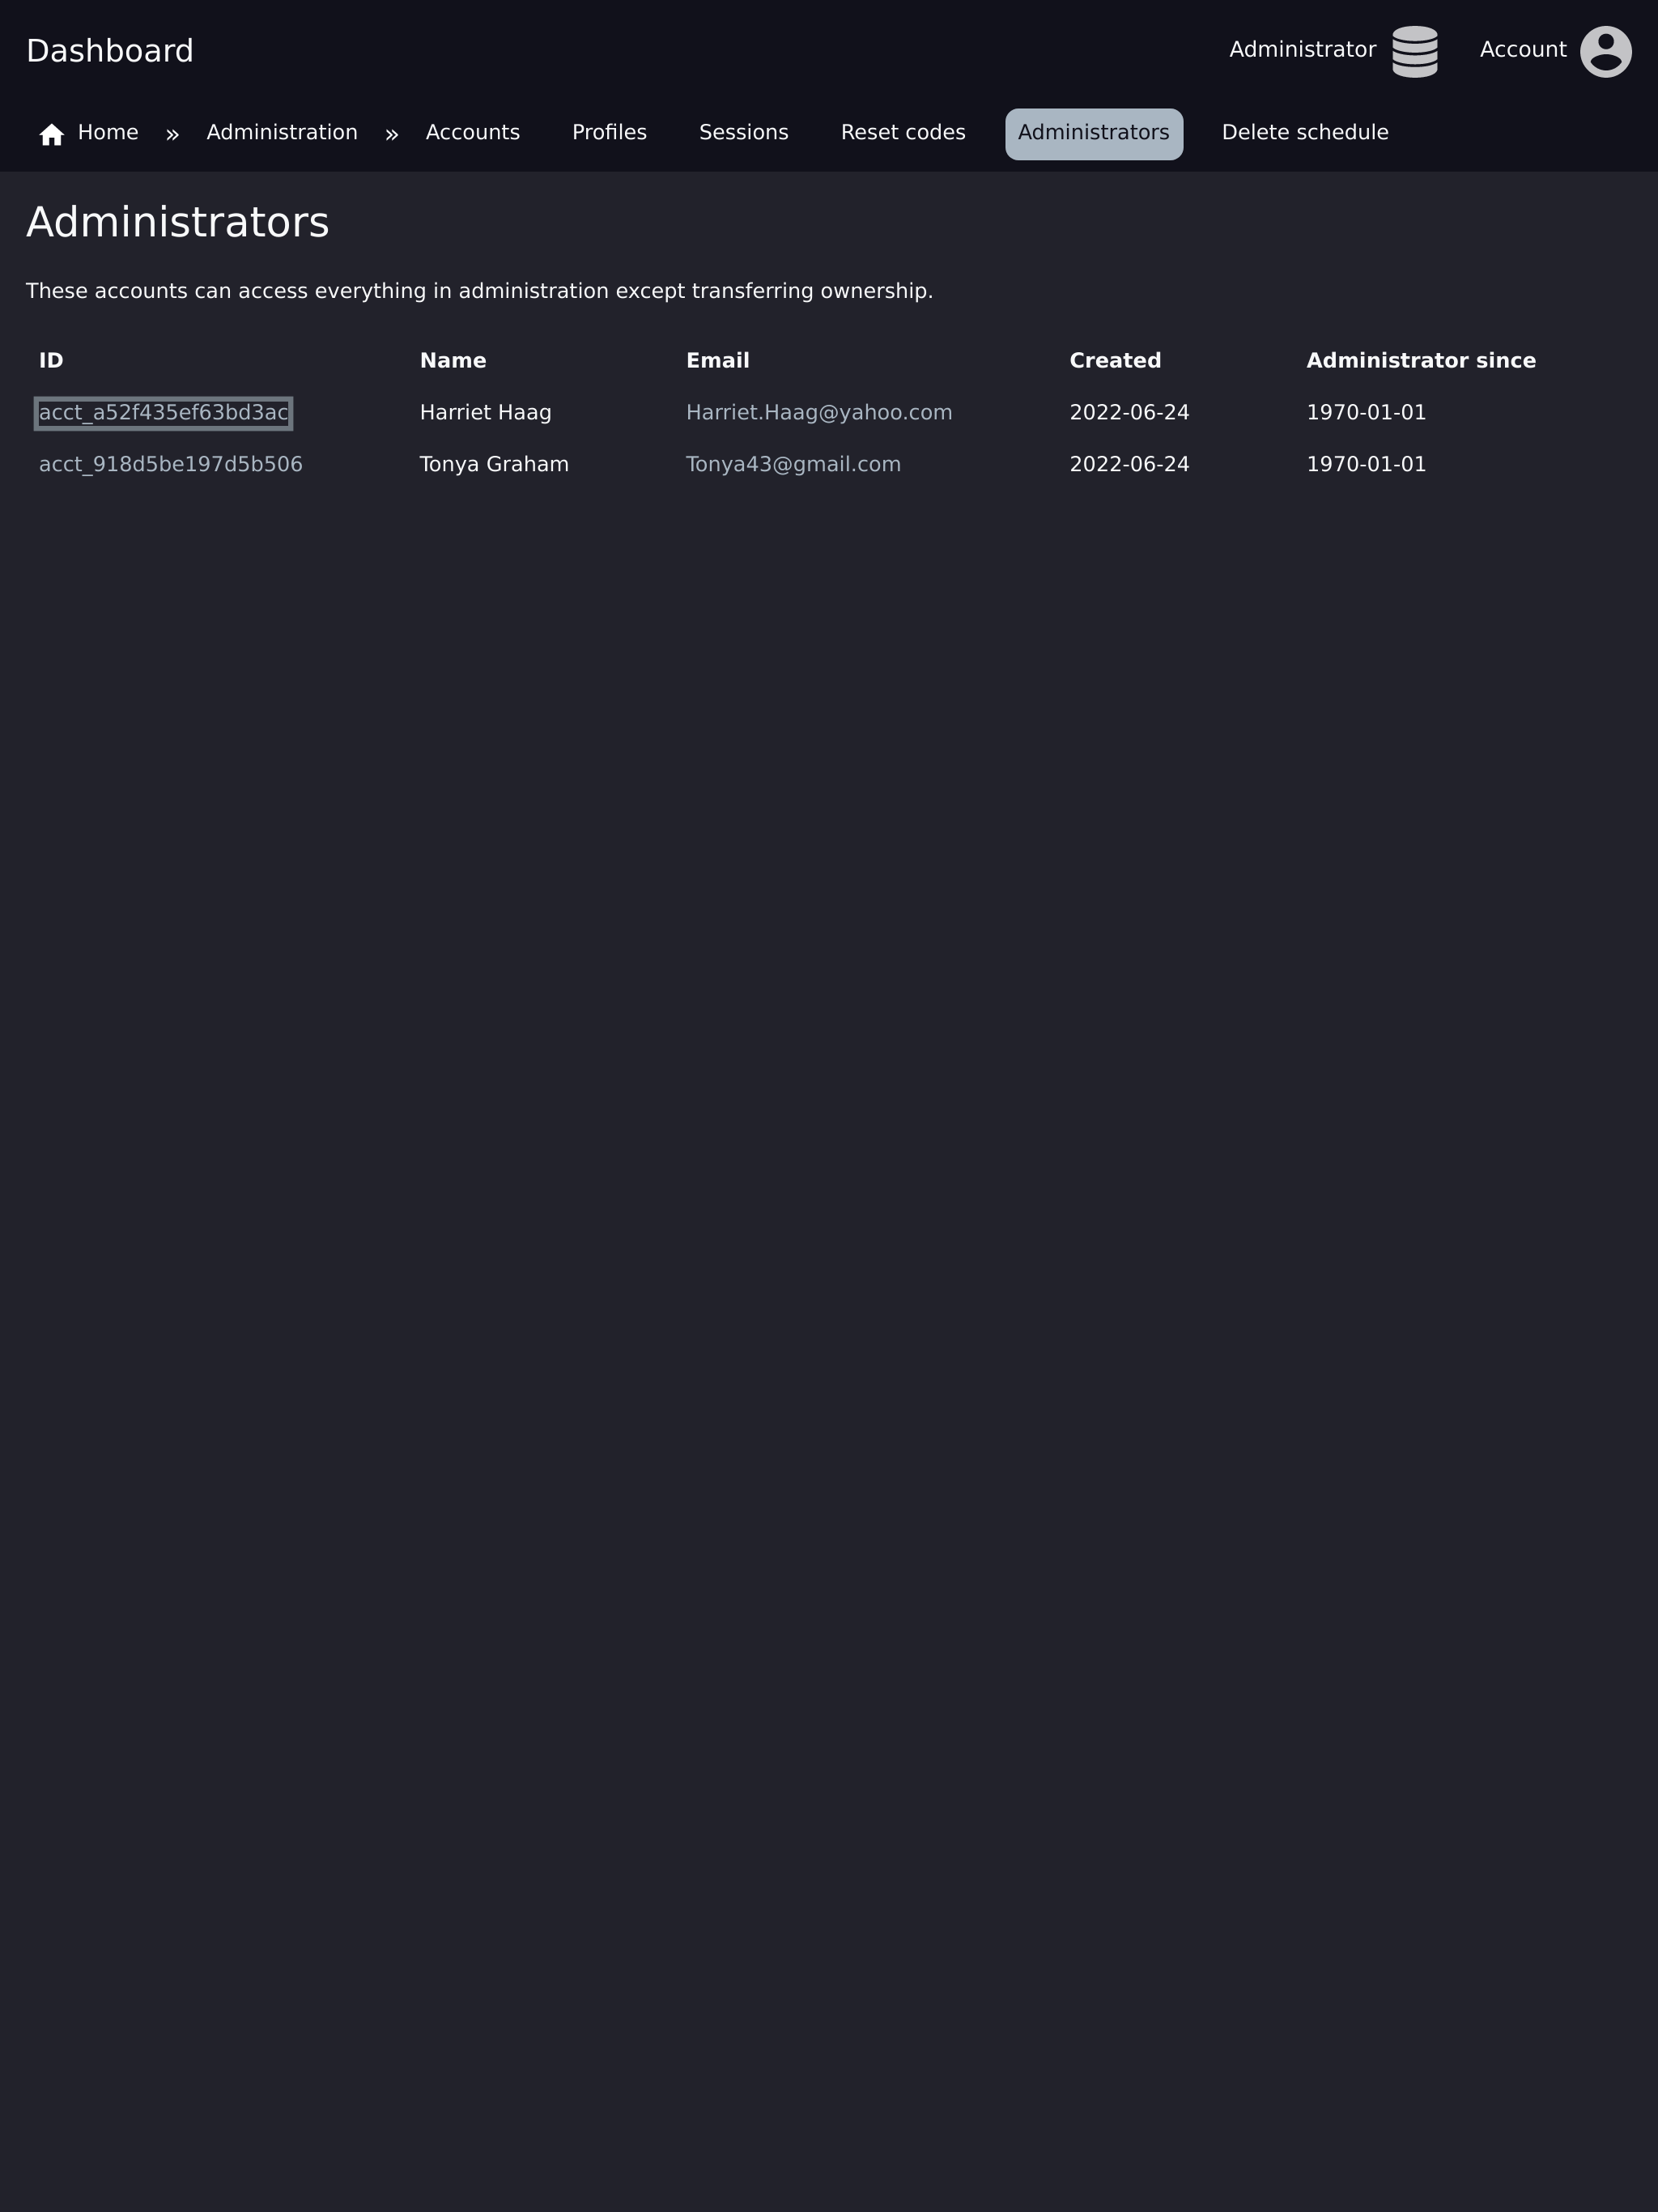 Dashboard
Administrator
Account
Home » Administration » Accounts Profiles Sessions Reset codes Administrators Delete schedule
Administrators
These accounts can access everything in administration except transferring ownership.
ID Name Email Created Administrator since
acct_a52f435ef63bd3ac Harriet Haag Harriet.Haag@yahoo.com 2022-06-24 1970-01-01
acct_918d5be197d5b506 Tonya Graham Tonya43@gmail.com 2022-06-24 1970-01-01